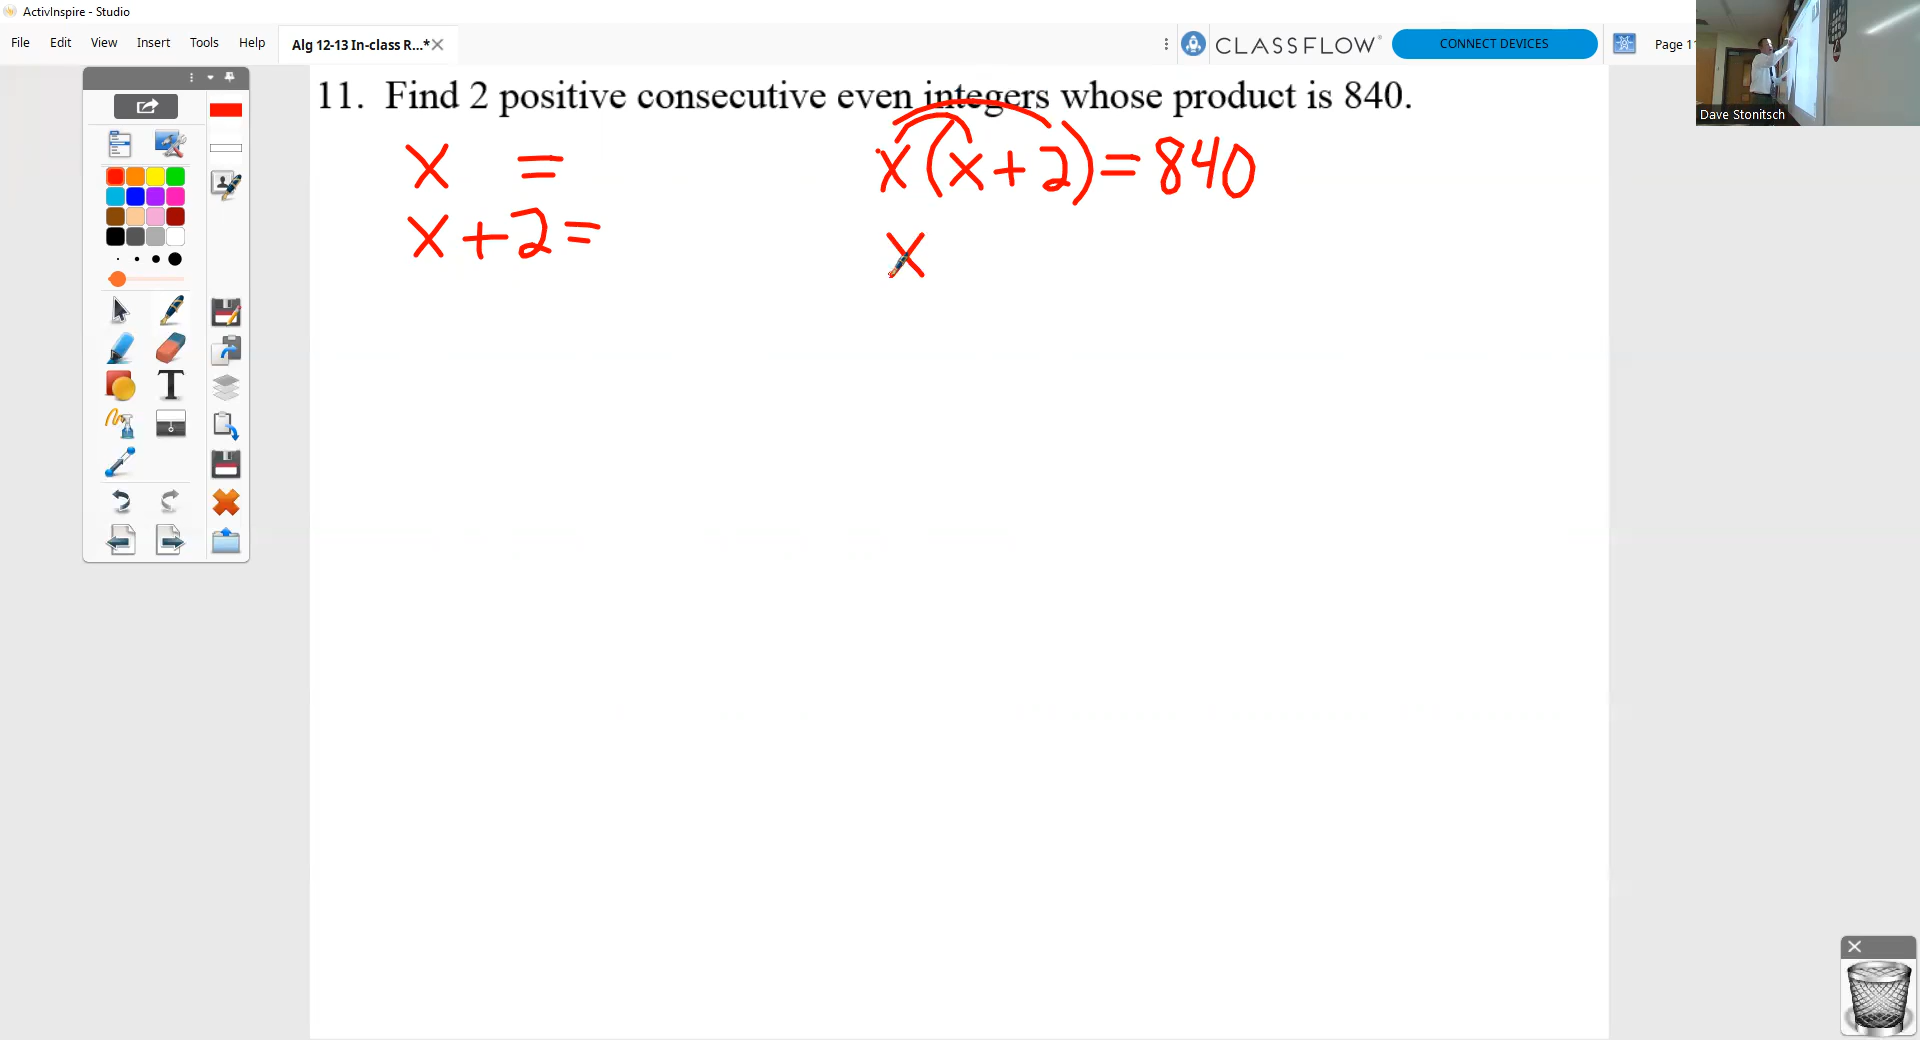 ActivInspire - Studio
File Edit View Insert Tools Help
Alg 12-13 In-class R...*
CLASSFLOW
CONNECT DEVICES
Page 11
Dave Stonitsch
11. Find 2 positive consecutive even integers whose product is 840.
x =
x(x+2)=840
x+2=
x